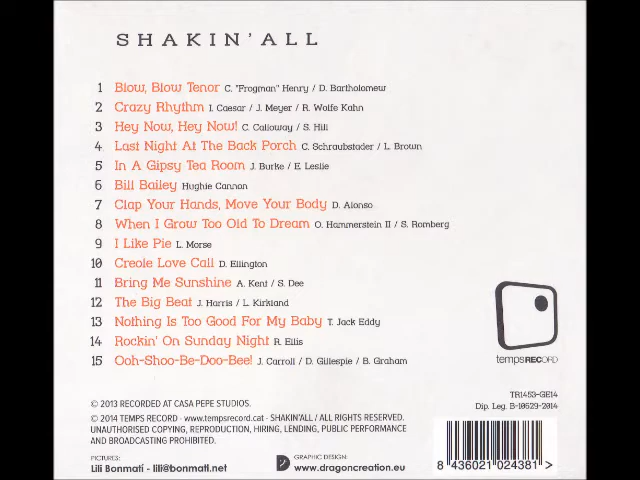 SHAKIN' ALL
1 Blow, Blow Tenor C. "Frogman" Henry / D. Bartholomew
2 Crazy Rhythm I. Caesar / J. Meyer / R. Wolfe Kahn
3 Hey Now, Hey Now! C. Calloway / S. Hill
4 Last Night At The Back Porch C. Schraubstader / L. Brown
5 In A Gipsy Tea Room J. Burke / E. Leslie
6 Bill Bailey Hughie Cannon
7 Clap Your Hands, Move Your Body D. Alonso
8 When I Grow Too Old To Dream O. Hammerstein II / S. Romberg
9 I Like Pie L. Morse
10 Creole Love Call D. Ellington
11 Bring Me Sunshine A. Kent / S. Dee
12 The Big Beat J. Harris / L. Kirkland
13 Nothing Is Too Good For My Baby T. Jack Eddy
14 Rockin' On Sunday Night R. Ellis
15 Ooh-Shoo-Be-Doo-Bee! J. Carroll / D. Gillespie / B. Graham
tempsRECORD
TR1453-GE14
Dip. Leg. B-10629-2014
© 2013 RECORDED AT CASA PEPE STUDIOS.
© 2014 TEMPS RECORD - www.tempsrecord.cat - SHAKIN'ALL / ALL RIGHTS RESERVED.
UNAUTHORISED COPYING, REPRODUCTION, HIRING, LENDING, PUBLIC PERFORMANCE
AND BROADCASTING PROHIBITED.
PICTURES:
Lili Bonmatí - lili@bonmati.net
GRAPHIC DESIGN:
www.dragoncreation.eu
8 436021 024381 >